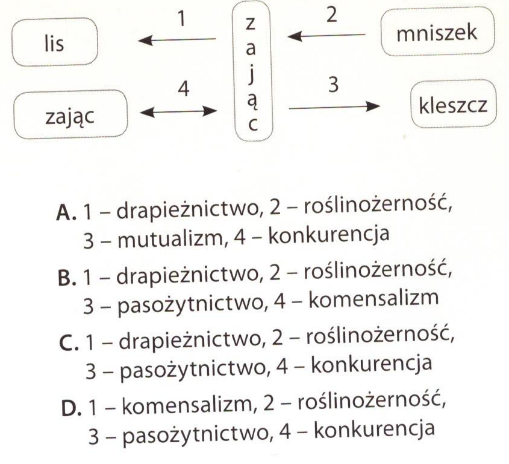 1
2
lis
zając
mniszek
4
3
zając
kleszcz
A. 1 – drapieżnictwo, 2 – roślinożerność,
3 – mutualizm, 4 – konkurencja
B. 1 – drapieżnictwo, 2 – roślinożerność,
3 – pasożytnictwo, 4 – komensalizm
C. 1 – drapieżnictwo, 2 – roślinożerność,
3 – pasożytnictwo, 4 – konkurencja
D. 1 – komensalizm, 2 – roślinożerność,
3 – pasożytnictwo, 4 – konkurencja